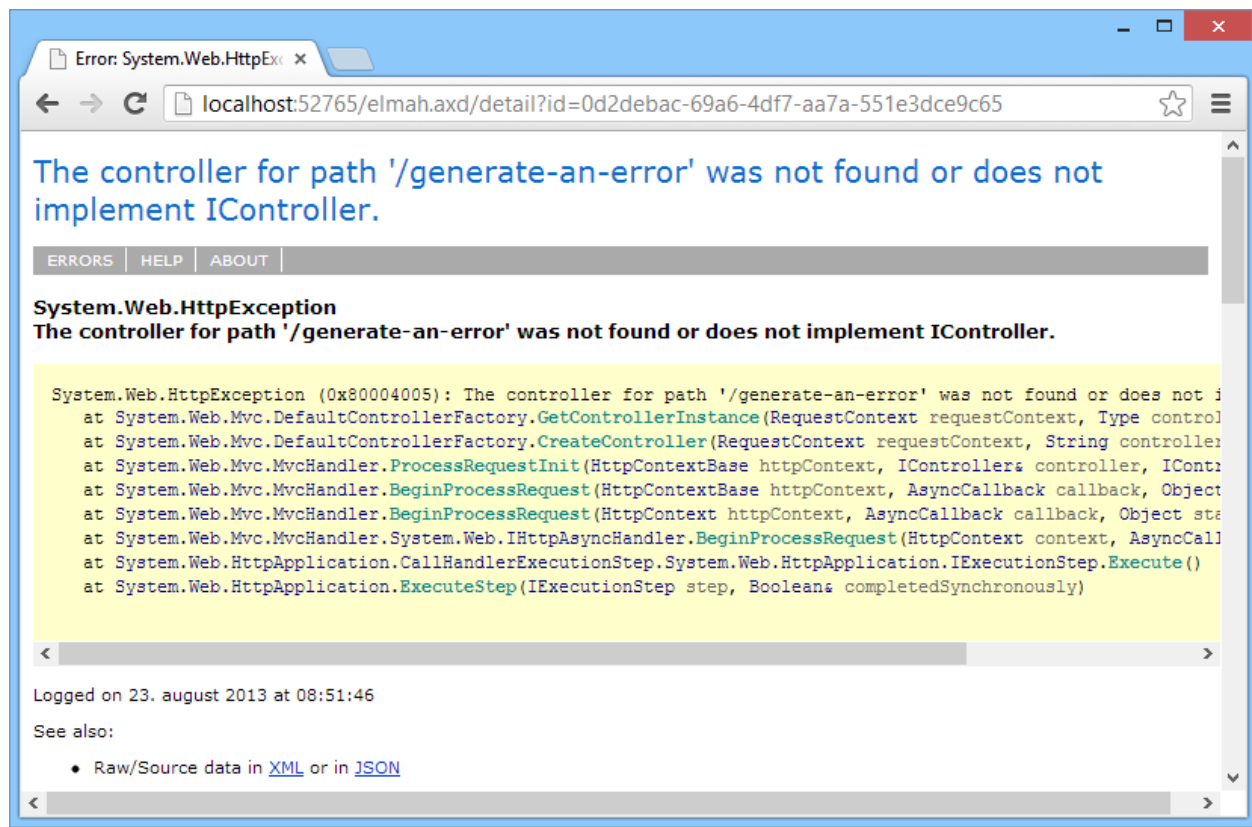 Error: System.Web.HttpEx
localhost:52765/elmah.axd/detail?id=0d2debac-69a6-4df7-aa7a-551e3dce9c65
The controller for path '/generate-an-error' was not found or does not
implement IController.
ERRORS HELP ABOUT
System.Web.HttpException
The controller for path '/generate-an-error' was not found or does not implement IController.
System.Web.HttpException (0x80004005): The controller for path '/generate-an-error' was not found or does not i
at System.Web.Mvc.DefaultControllerFactory.GetControllerInstance(RequestContext requestContext, Type control
at System.Web.Mvc.DefaultControllerFactory.CreateController(RequestContext requestContext, String controller
at System.Web.Mvc.MvcHandler.ProcessRequestInit(HttpContextBase httpContext, IController& controller, IContr
at System.Web.Mvc.MvcHandler.BeginProcessRequest(HttpContextBase httpContext, AsyncCallback callback, Object
at System.Web.Mvc.MvcHandler.BeginProcessRequest(HttpContext httpContext, AsyncCallback callback, Object sta
at System.Web.Mvc.MvcHandler.System.Web.IHttpAsyncHandler.BeginProcessRequest(HttpContext context, AsyncCall
at System.Web.HttpApplication.CallHandlerExecutionStep.System.Web.HttpApplication.IExecutionStep.Execute()
at System.Web.HttpApplication.ExecuteStep(IExecutionStep step, Boolean& completedSynchronously)
Logged on 23. august 2013 at 08:51:46
See also:
• Raw/Source data in XML or in JSON